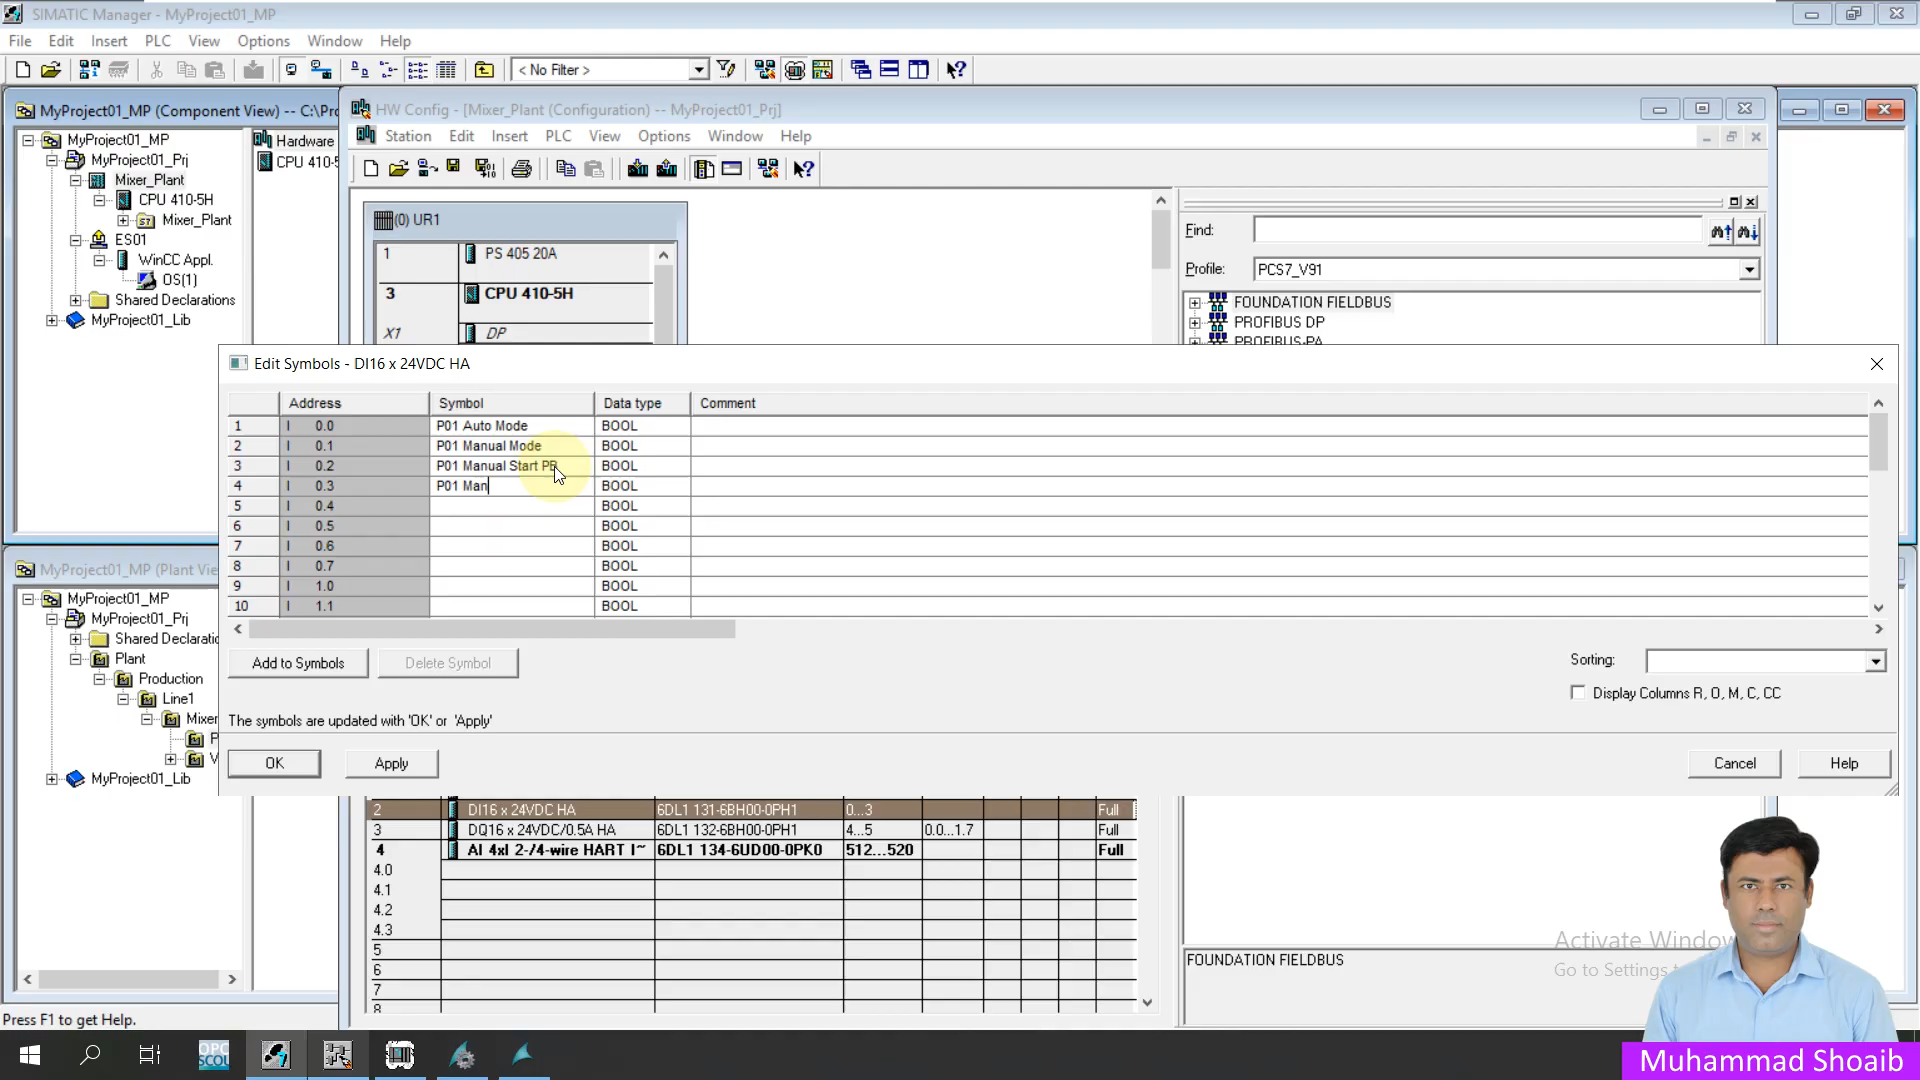 SIMATIC Manager - MyProject01_MP
File Edit Insert PLC View Options Window Help
< No Filter >
MyProject01_MP (Component View) -- C:\Prc
MyProject01_MP
MyProject01_Prj
Mixer_Plant
CPU 410-5H
Mixer_Plant
ES01
WinCC Appl.
OS(1)
Shared Declarations
MyProject01_Lib
Hardware
CPU 410-5
HW Config - [Mixer_Plant (Configuration) -- MyProject01_Prj]
Station Edit Insert PLC View Options Window Help
(0) UR1
1 PS 405 20A
3 CPU 410-5H
X1 DP
Find:
Profile: PCS7_V91
FOUNDATION FIELDBUS
PROFIBUS DP
PROFIBUS-PA
Edit Symbols - DI16 x 24VDC HA
Address Symbol Data type Comment
1 I 0.0 P01 Auto Mode BOOL
2 I 0.1 P01 Manual Mode BOOL
3 I 0.2 P01 Manual Start PB BOOL
4 I 0.3 P01 Man BOOL
5 I 0.4 BOOL
6 I 0.5 BOOL
7 I 0.6 BOOL
8 I 0.7 BOOL
9 I 1.0 BOOL
10 I 1.1 BOOL
Add to Symbols Delete Symbol
Sorting:
Display Columns R, O, M, C, CC
The symbols are updated with 'OK' or 'Apply'
OK Apply Cancel Help
MyProject01_MP (Plant Vie
MyProject01_MP
MyProject01_Prj
Shared Declaratio
Plant
Production
Line1
Mixer
P
V
MyProject01_Lib
2 DI16 x 24VDC HA 6DL1 131-6BH00-0PH1 0...3 Full
3 DQ16 x 24VDC/0.5A HA 6DL1 132-6BH00-0PH1 4...5 0.0...1.7 Full
4 AI 4xI 2-/4-wire HART I~ 6DL1 134-6UD00-0PK0 512...520 Full
4.0
4.1
4.2
4.3
5
6
7
8
FOUNDATION FIELDBUS
Activate Window
Go to Settings
Press F1 to get Help.
OPC
SCOU
Muhammad Shoaib